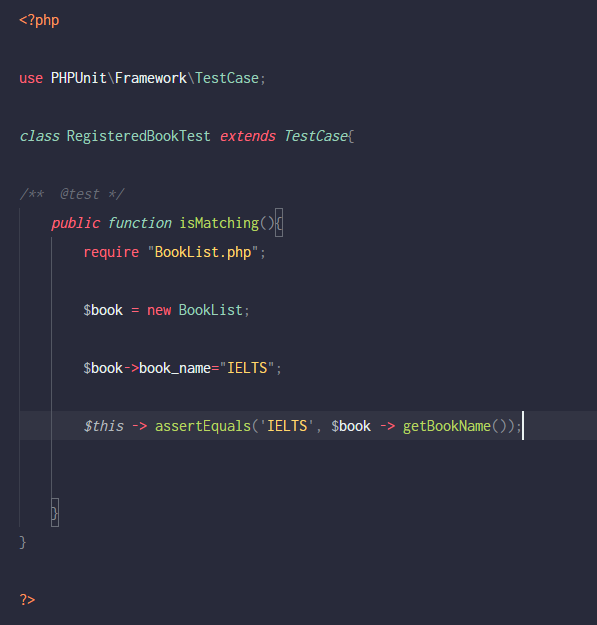 <?php
use PHPUnit\Framework\TestCase;
class RegisteredBookTest extends TestCase{
/**  @test */
public function isMatching(){
require "BookList.php";
$book = new BookList;
$book->book_name="IELTS";
$this -> assertEquals('IELTS', $book -> getBookName());
}
}
?>